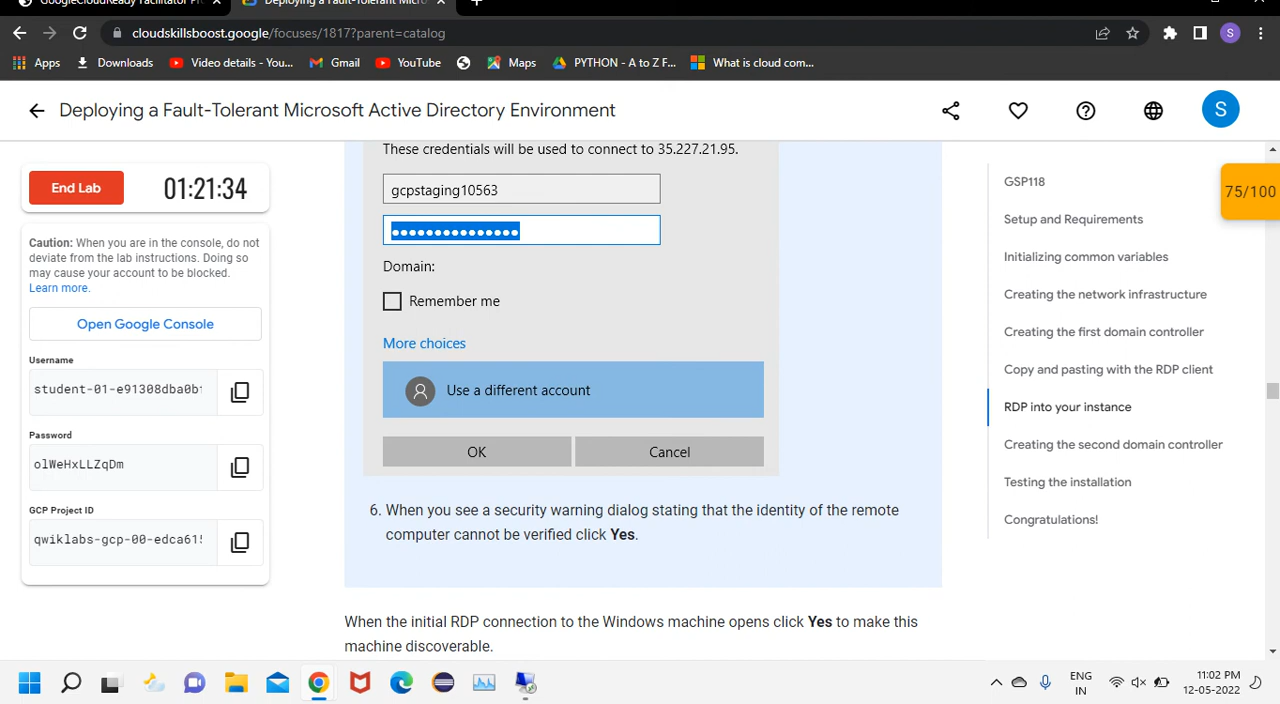 GoogleCloudReady Facilitator Pr
Deploying a Fault-Tolerant Micro
cloudskillsboost.google/focuses/1817?parent=catalog
S
Apps
Downloads
Video details - You...
Gmail
YouTube
Maps
PYTHON - A to Z F...
What is cloud com...
Deploying a Fault-Tolerant Microsoft Active Directory Environment
S
End Lab
01:21:34
Caution: When you are in the console, do not
deviate from the lab instructions. Doing so
may cause your account to be blocked.
Learn more.
Open Google Console
Username
student-01-e91308dba0b
Password
olWeHxLLZqDm
GCP Project ID
qwiklabs-gcp-00-edca61
These credentials will be used to connect to 35.227.21.95.
gcpstaging10563
Domain:
Remember me
More choices
Use a different account
OK
Cancel
6. When you see a security warning dialog stating that the identity of the remote
computer cannot be verified click Yes.
When the initial RDP connection to the Windows machine opens click Yes to make this
machine discoverable.
GSP118
Setup and Requirements
Initializing common variables
Creating the network infrastructure
Creating the first domain controller
Copy and pasting with the RDP client
RDP into your instance
Creating the second domain controller
Testing the installation
Congratulations!
75/100
ENG
IN
11:02 PM
12-05-2022